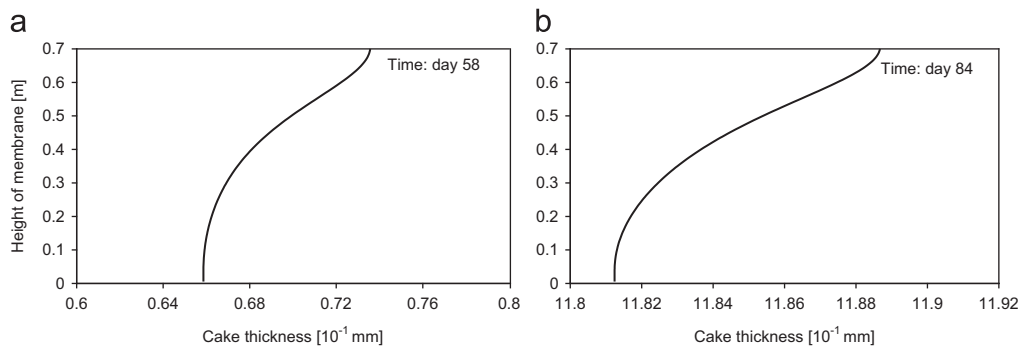 a
0.7
0.6
0.5
0.4
0.3
0.2
0.1
0
Height of membrane [m]
Time: day 58
0.6 0.64 0.68 0.72 0.76 0.8
Cake thickness [10⁻¹ mm]
b
0.7
0.6
0.5
0.4
0.3
0.2
0.1
0
Time: day 84
11.8 11.82 11.84 11.86 11.88 11.9 11.92
Cake thickness [10⁻¹ mm]